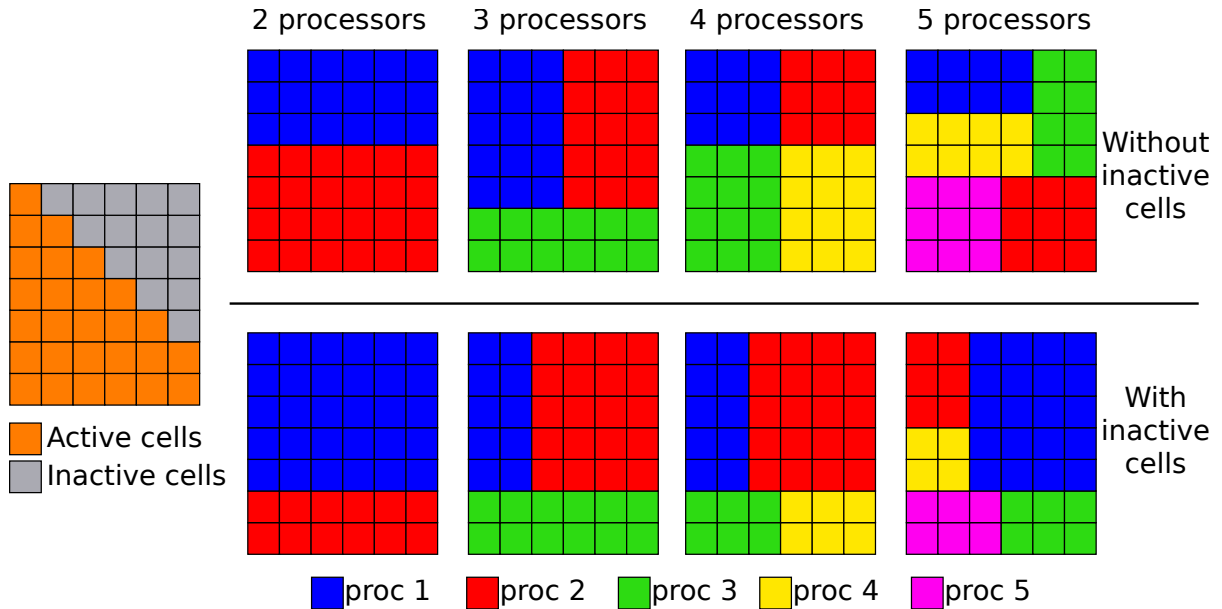 2 processors
3 processors
4 processors
5 processors
Without
inactive
cells
Active cells
Inactive cells
With
inactive
cells
proc 1
proc 2
proc 3
proc 4
proc 5